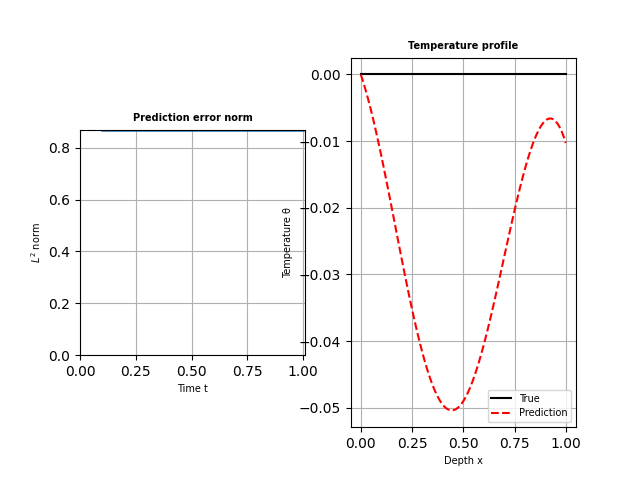 Prediction error norm
0.8
0.6
0.4
0.2
0.0
L² norm
0.00 0.25 0.50 0.75 1.00
Time t
Temperature profile
0.00
−0.01
−0.02
−0.03
−0.04
−0.05
Temperature θ
0.00 0.25 0.50 0.75 1.00
Depth x
True
Prediction